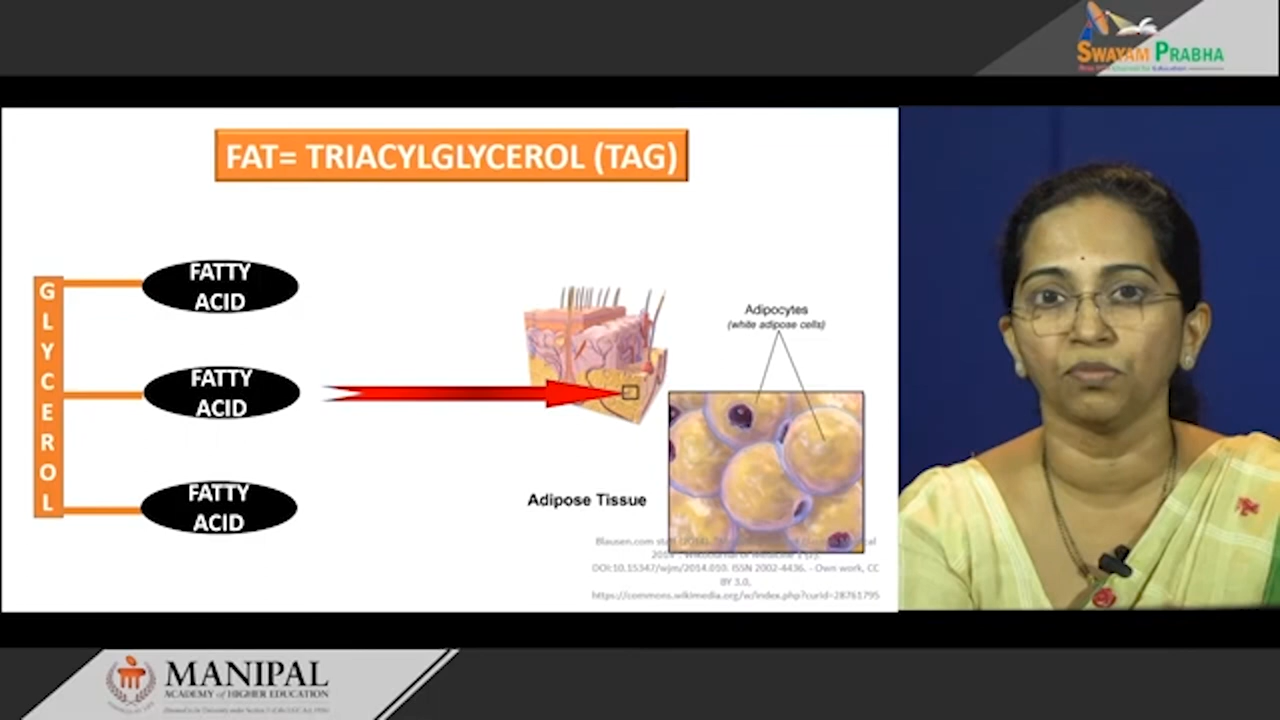 SWAYAM PRABHA
FAT= TRIACYLGLYCEROL (TAG)
GLYCEROL
FATTY
ACID
FATTY
ACID
FATTY
ACID
Adipocytes
(white adipose cells)
Adipose Tissue
Blausen.com
2014
DOI:10.15347/wjm/2014.010. ISSN 2002-4436. - Own work, CC
BY 3.0,
https://commons.wikimedia.org/w/index.php?curid=28761795
MANIPAL
ACADEMY of HIGHER EDUCATION